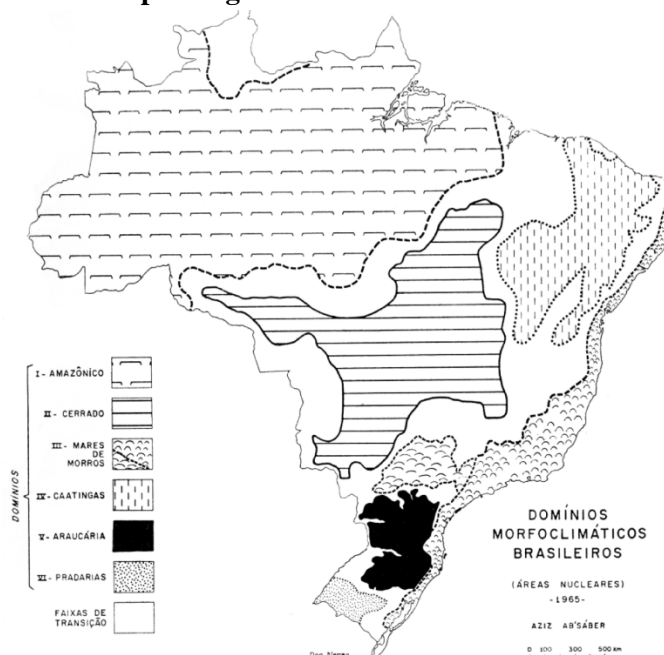 DOMÍNIOS
I - AMAZÔNICO
II - CERRADO
III - MARES
DE
MORROS
IV - CAATINGAS
V - ARAUCÁRIA
VI - PRADARIAS
FAIXAS DE
TRANSIÇÃO
DOMÍNIOS
MORFOCLIMÁTICOS
BRASILEIROS
(ÁREAS NUCLEARES)
-1965-
AZIZ AB'SÁBER
0 100 300 500 km